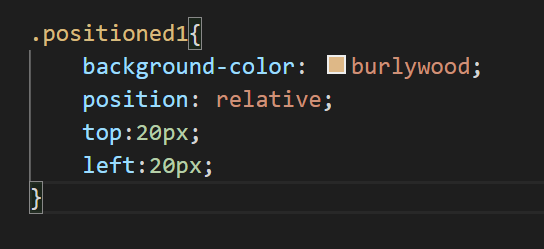 .positioned1{
    background-color: burlywood;
    position: relative;
    top:20px;
    left:20px;
}